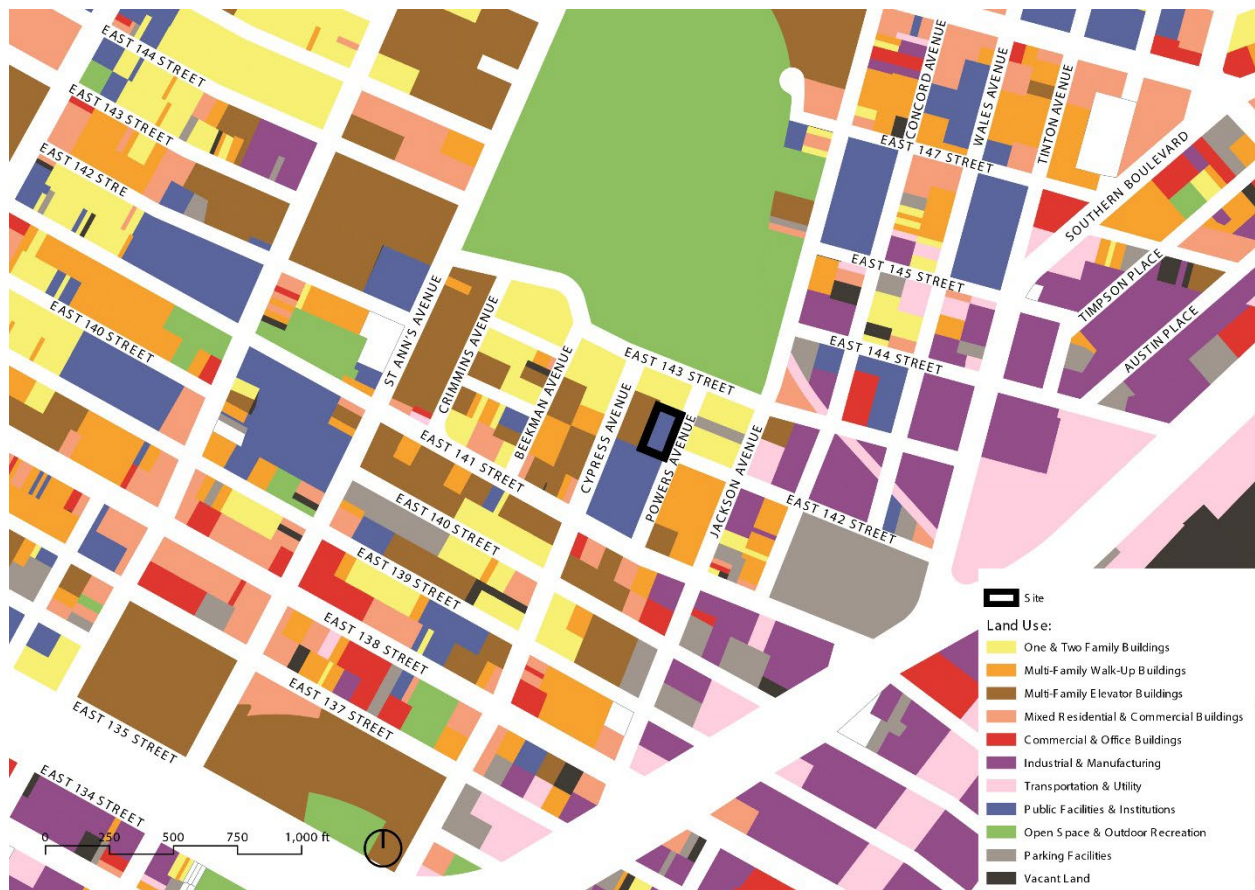 EAST 144 STREET
EAST 143 STREET
EAST 142 STRE
EAST 140 STREET
ST ANN'S AVENUE
CRIMMINS AVENUE
BEEKMAN AVENUE
CYPRESS AVENUE
POWERS AVENUE
JACKSON AVENUE
CONCORD AVENUE
WALES AVENUE
TINTON AVENUE
EAST 147 STREET
SOUTHERN BOULEVARD
EAST 145 STREET
TIMPSON PLACE
AUSTIN PLACE
EAST 144 STREET
EAST 143 STREET
EAST 141 STREET
EAST 142 STREET
EAST 140 STREET
EAST 139 STREET
EAST 138 STREET
EAST 137 STREET
EAST 135 STREET
EAST 134 STREET
0 250 500 750 1,000 ft
Site
Land Use:
One & Two Family Buildings
Multi-Family Walk-Up Buildings
Multi-Family Elevator Buildings
Mixed Residential & Commercial Buildings
Commercial & Office Buildings
Industrial & Manufacturing
Transportation & Utility
Public Facilities & Institutions
Open Space & Outdoor Recreation
Parking Facilities
Vacant Land